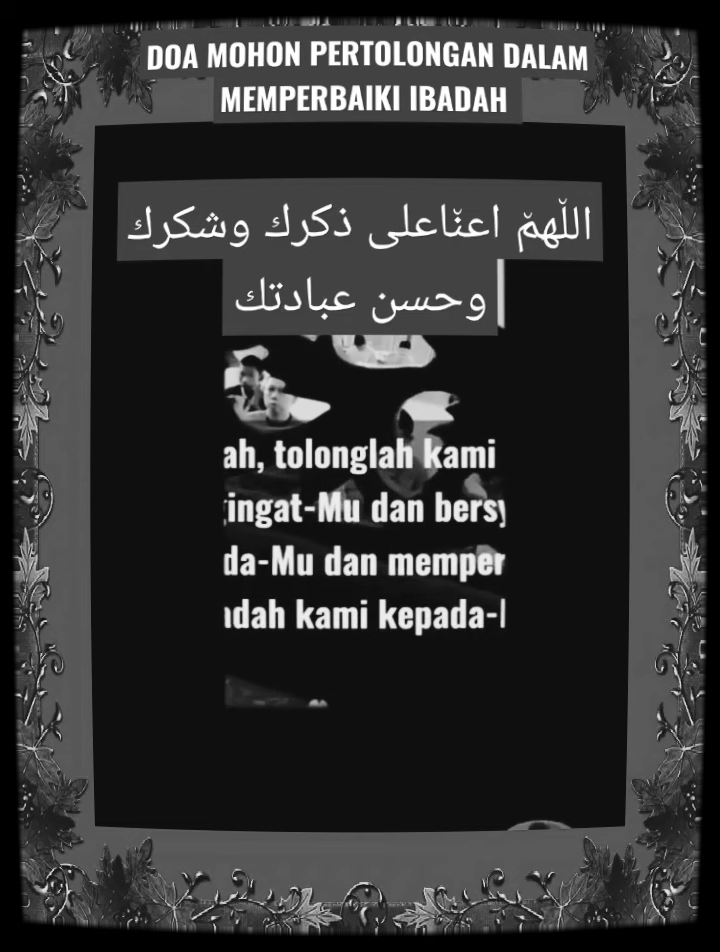 DOA MOHON PERTOLONGAN DALAM
MEMPERBAIKI IBADAH
اللّهمّ اعنّاعلى ذكرك وشكرك
وحسن عبادتك
ah, tolonglah kami
ingat-Mu dan bers
da-Mu dan memper
dah kami kepada-